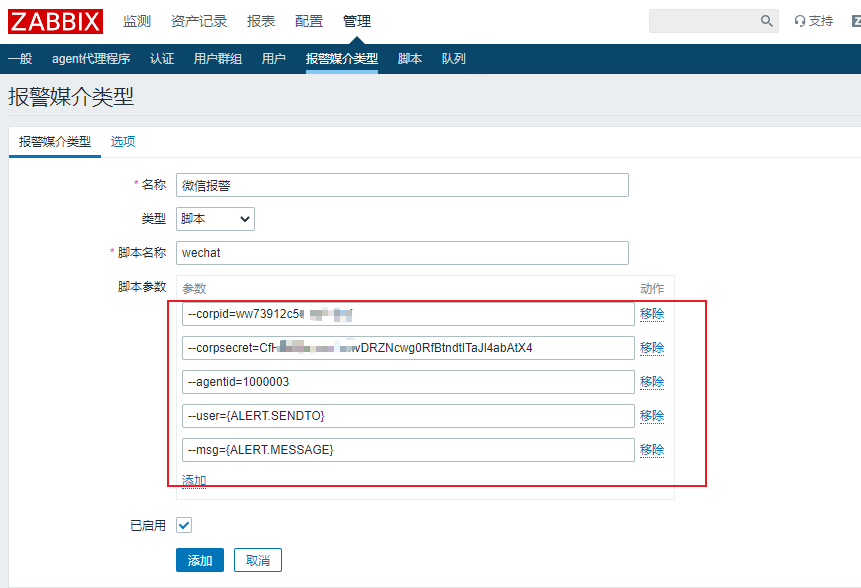 ZABBIX 监测 资产记录 报表 配置 管理 支持
一般 agent代理程序 认证 用户群组 用户 报警媒介类型 脚本 队列
报警媒介类型
报警媒介类型 选项
* 名称 微信报警
类型 脚本
* 脚本名称 wechat
脚本参数 参数 动作
--corpid=ww73912c5 移除
--corpsecret=CfH vDRZNcwg0RfBtndtITaJl4abAtX4 移除
--agentid=1000003 移除
--user={ALERT.SENDTO} 移除
--msg={ALERT.MESSAGE} 移除
添加
已启用
添加 取消